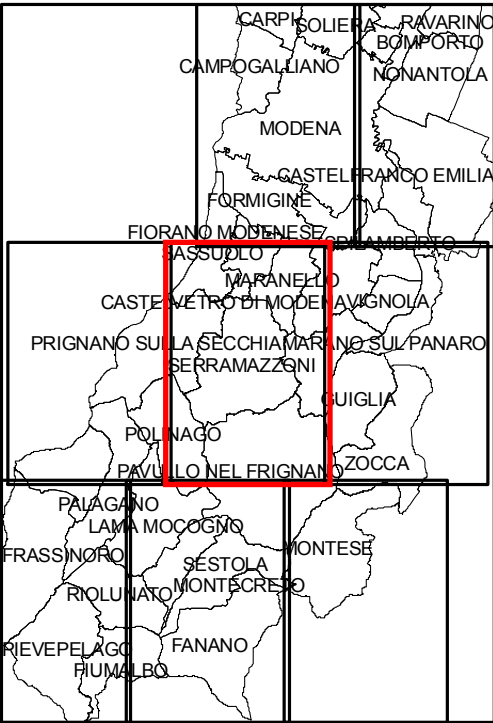 CARPI
SOLIERA
RAVARINO
BOMPORTO
CAMPOGALLIANO
NONANTOLA
MODENA
CASTELFRANCO EMILIA
FORMIGINE
FIORANO MODENESE
SPILAMBERTO
SASSUOLO
MARANELLO
CASTELVETRO DI MODENA
VIGNOLA
PRIGNANO SULLA SECCHIA
MARANO SUL PANARO
SERRAMAZZONI
GUIGLIA
POLINAGO
ZOCCA
PAVULLO NEL FRIGNANO
PALAGANO
LAMA MOCOGNO
FRASSINORO
MONTESE
SESTOLA
RIOLUNATO
MONTECRETO
PIEVEPELAGO
FANANO
FIUMALBO